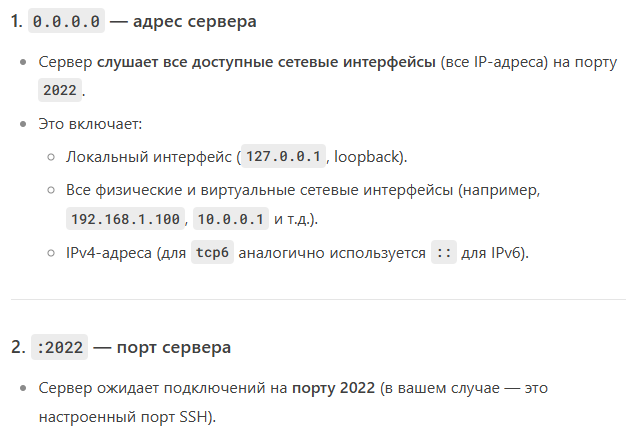 1. 0.0.0.0 — адрес сервера
Сервер слушает все доступные сетевые интерфейсы (все IP-адреса) на порту
2022.
Это включает:
Локальный интерфейс (127.0.0.1, loopback).
Все физические и виртуальные сетевые интерфейсы (например,
192.168.1.100, 10.0.0.1 и т.д.).
IPv4-адреса (для tcp6 аналогично используется :: для IPv6).
2. :2022 — порт сервера
Сервер ожидает подключений на порту 2022 (в вашем случае — это
настроенный порт SSH).